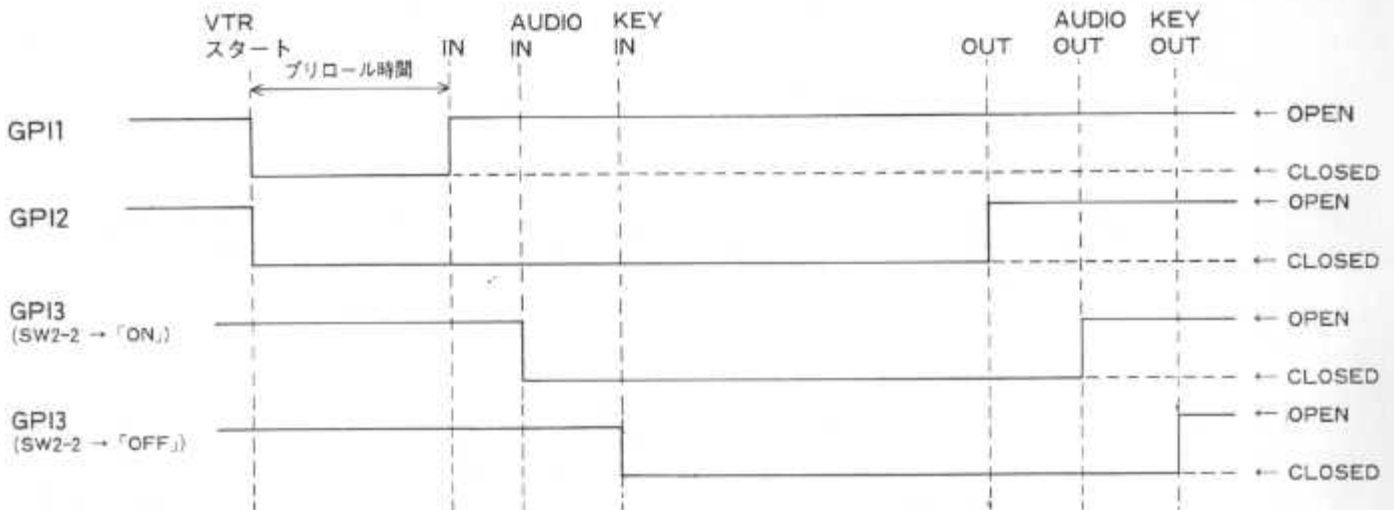 VTR
スタート
IN
AUDIO
IN
KEY
IN
OUT
AUDIO
OUT
KEY
OUT
プリロール時間
GPI1
← OPEN
← CLOSED
GPI2
← OPEN
← CLOSED
GPI3
(SW2-2 → 「ON」)
← OPEN
← CLOSED
GPI3
(SW2-2 → 「OFF」)
← OPEN
← CLOSED